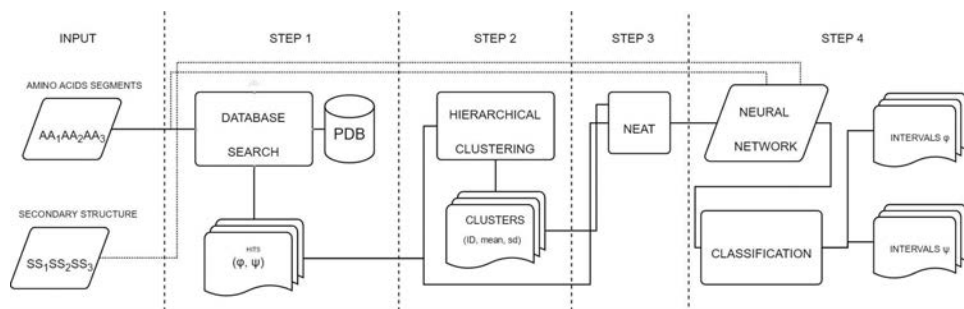 INPUT
STEP 1
STEP 2
STEP 3
STEP 4
AMINO ACIDS SEGMENTS
AA₁AA₂AA₃
SECONDARY STRUCTURE
SS₁SS₂SS₃
DATABASE
SEARCH
PDB
HITS
(φ, ψ)
HIERARCHICAL
CLUSTERING
CLUSTERS
(ID, mean, sd)
NEAT
NEURAL
NETWORK
CLASSIFICATION
INTERVALS φ
INTERVALS ψ